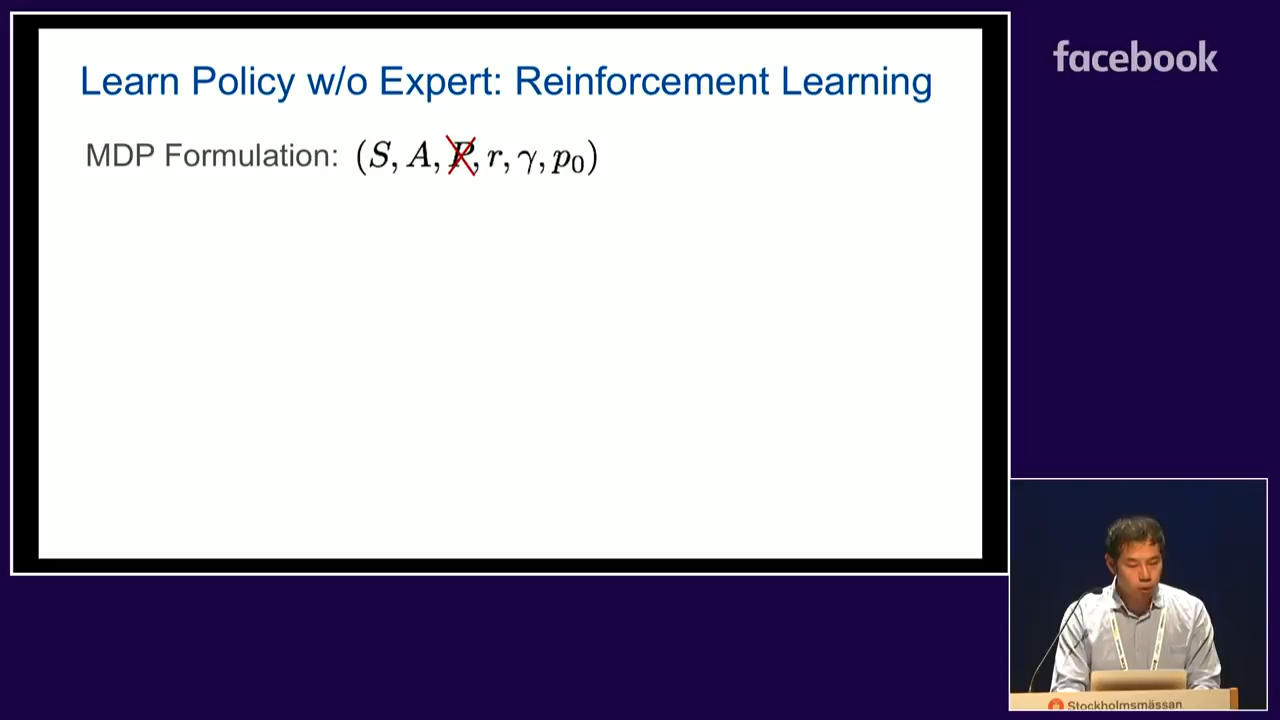 Learn Policy w/o Expert: Reinforcement Learning
MDP Formulation: (S, A, P, r, γ, p₀)
facebook
Stockholmsmässan